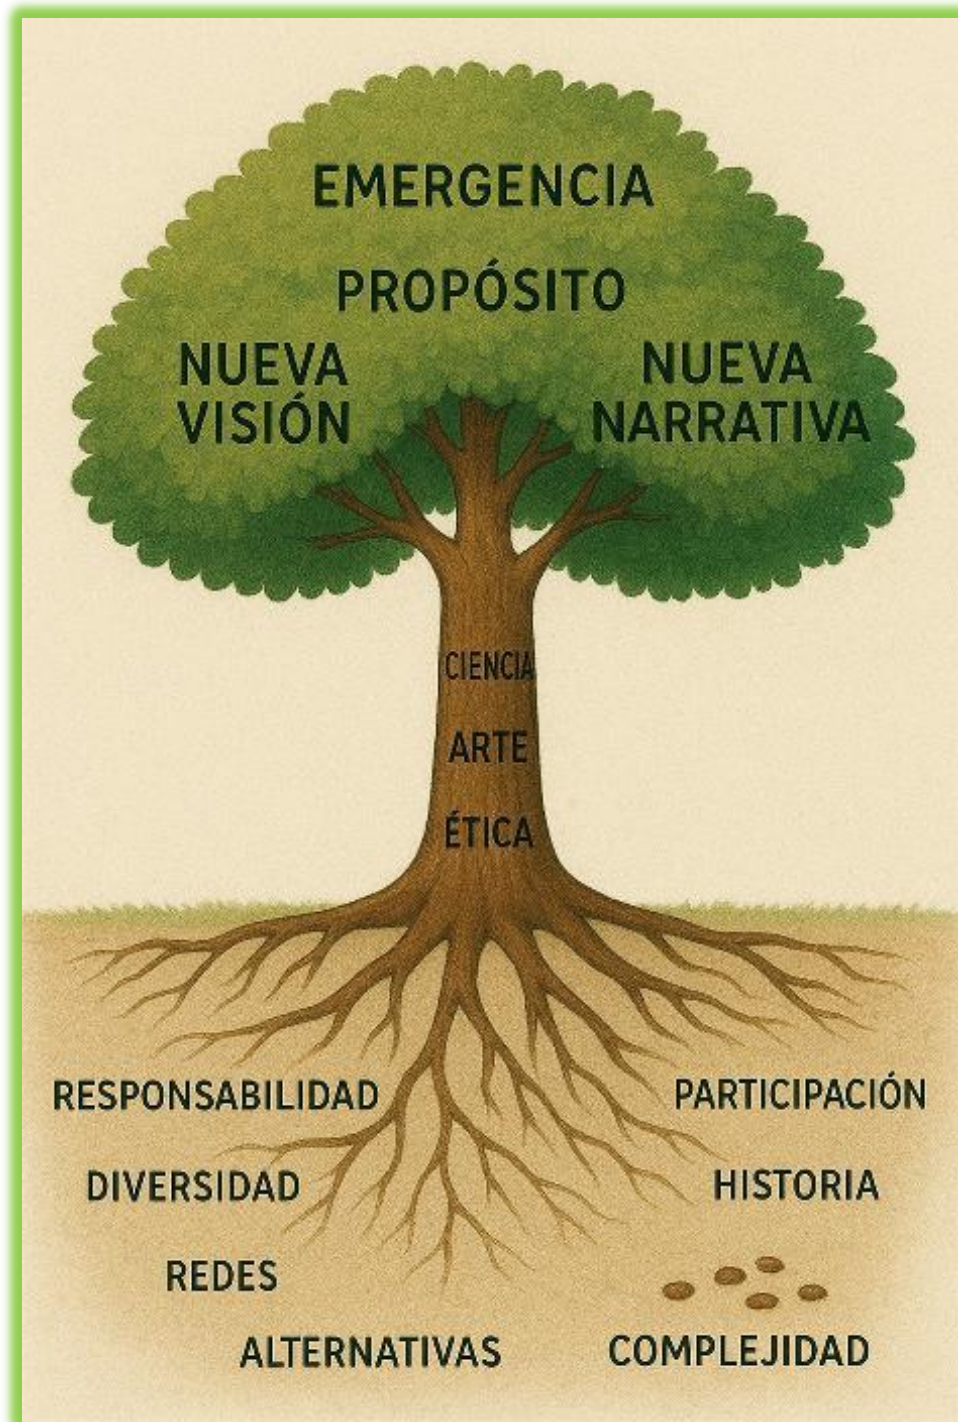 EMERGENCIA
PROPÓSITO
NUEVA
VISIÓN
NUEVA
NARRATIVA
CIENCIA
ARTE
ÉTICA
RESPONSABILIDAD
PARTICIPACIÓN
DIVERSIDAD
HISTORIA
REDES
ALTERNATIVAS
COMPLEJIDAD